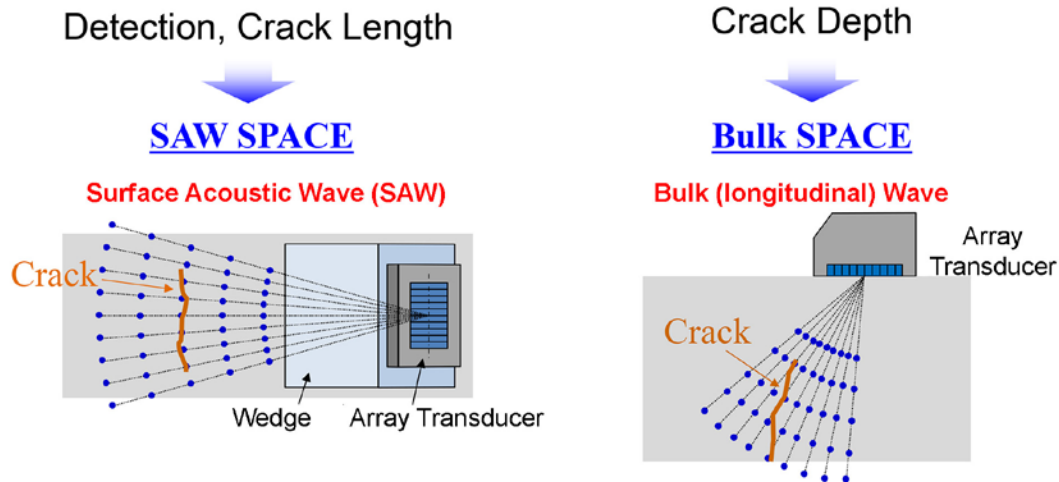 Detection, Crack Length
SAW SPACE
Surface Acoustic Wave (SAW)
Crack
Wedge
Array Transducer
Crack Depth
Bulk SPACE
Bulk (longitudinal) Wave
Array
Transducer
Crack